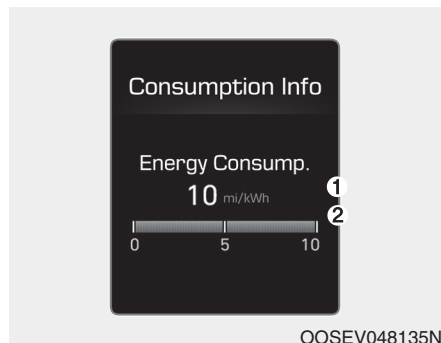 Consumption Info
Energy Consump.
10 mi/kWh
①
②
0 5 10
OOSEV048135N